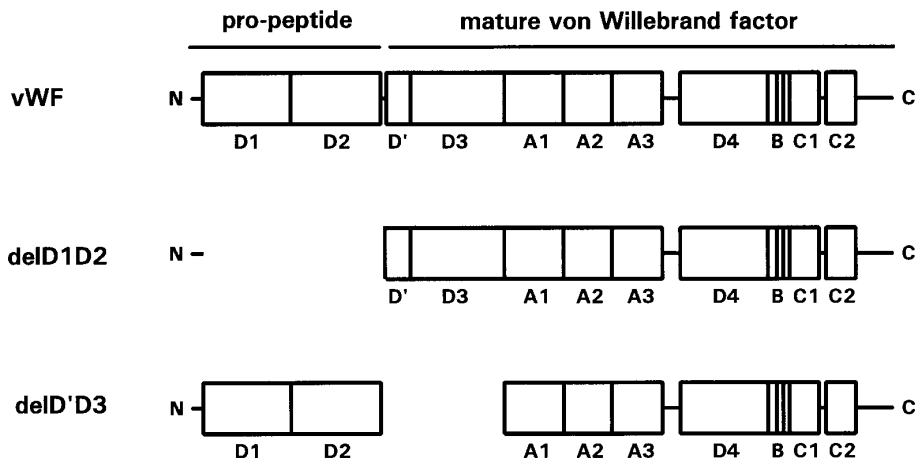 pro-peptide mature von Willebrand factor
vWF N C
D1 D2 D' D3 A1 A2 A3 D4 B C1 C2
delD1D2 N C
D' D3 A1 A2 A3 D4 B C1 C2
delD'D3 N C
D1 D2 A1 A2 A3 D4 B C1 C2